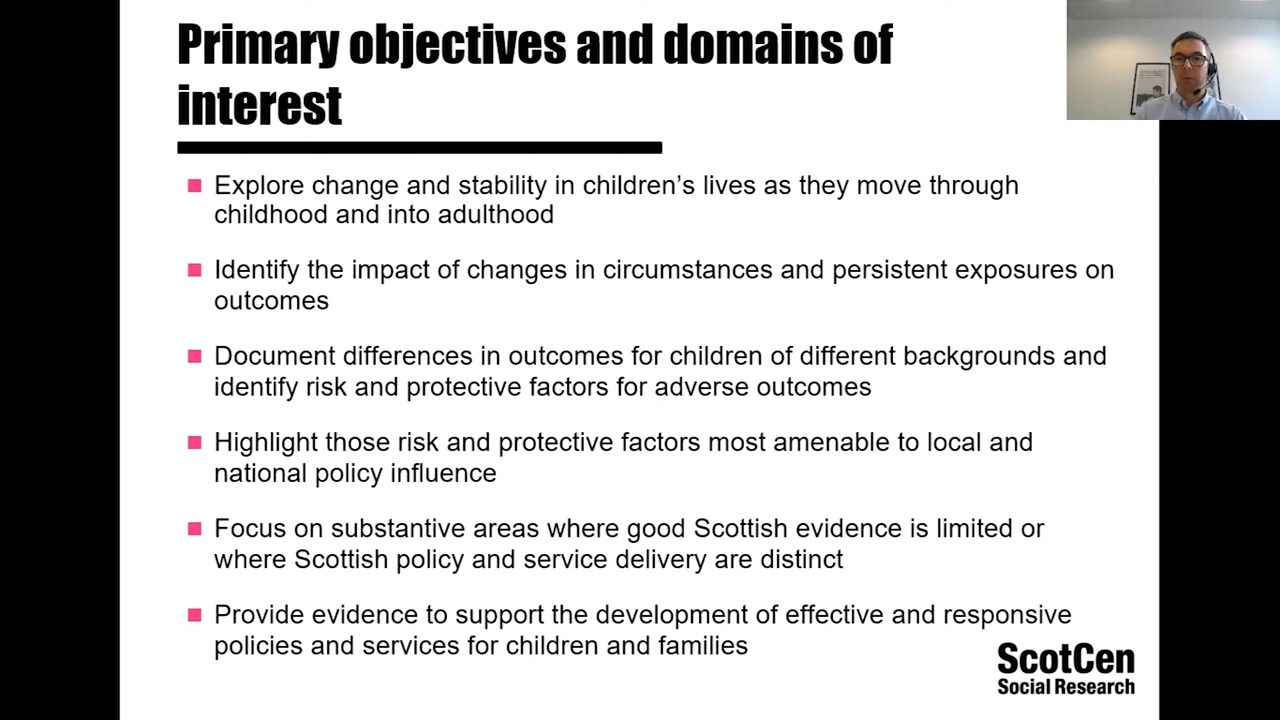 Primary objectives and domains of
interest
Explore change and stability in children’s lives as they move through
childhood and into adulthood
Identify the impact of changes in circumstances and persistent exposures on
outcomes
Document differences in outcomes for children of different backgrounds and
identify risk and protective factors for adverse outcomes
Highlight those risk and protective factors most amenable to local and
national policy influence
Focus on substantive areas where good Scottish evidence is limited or
where Scottish policy and service delivery are distinct
Provide evidence to support the development of effective and responsive
policies and services for children and families
ScotCen
Social Research